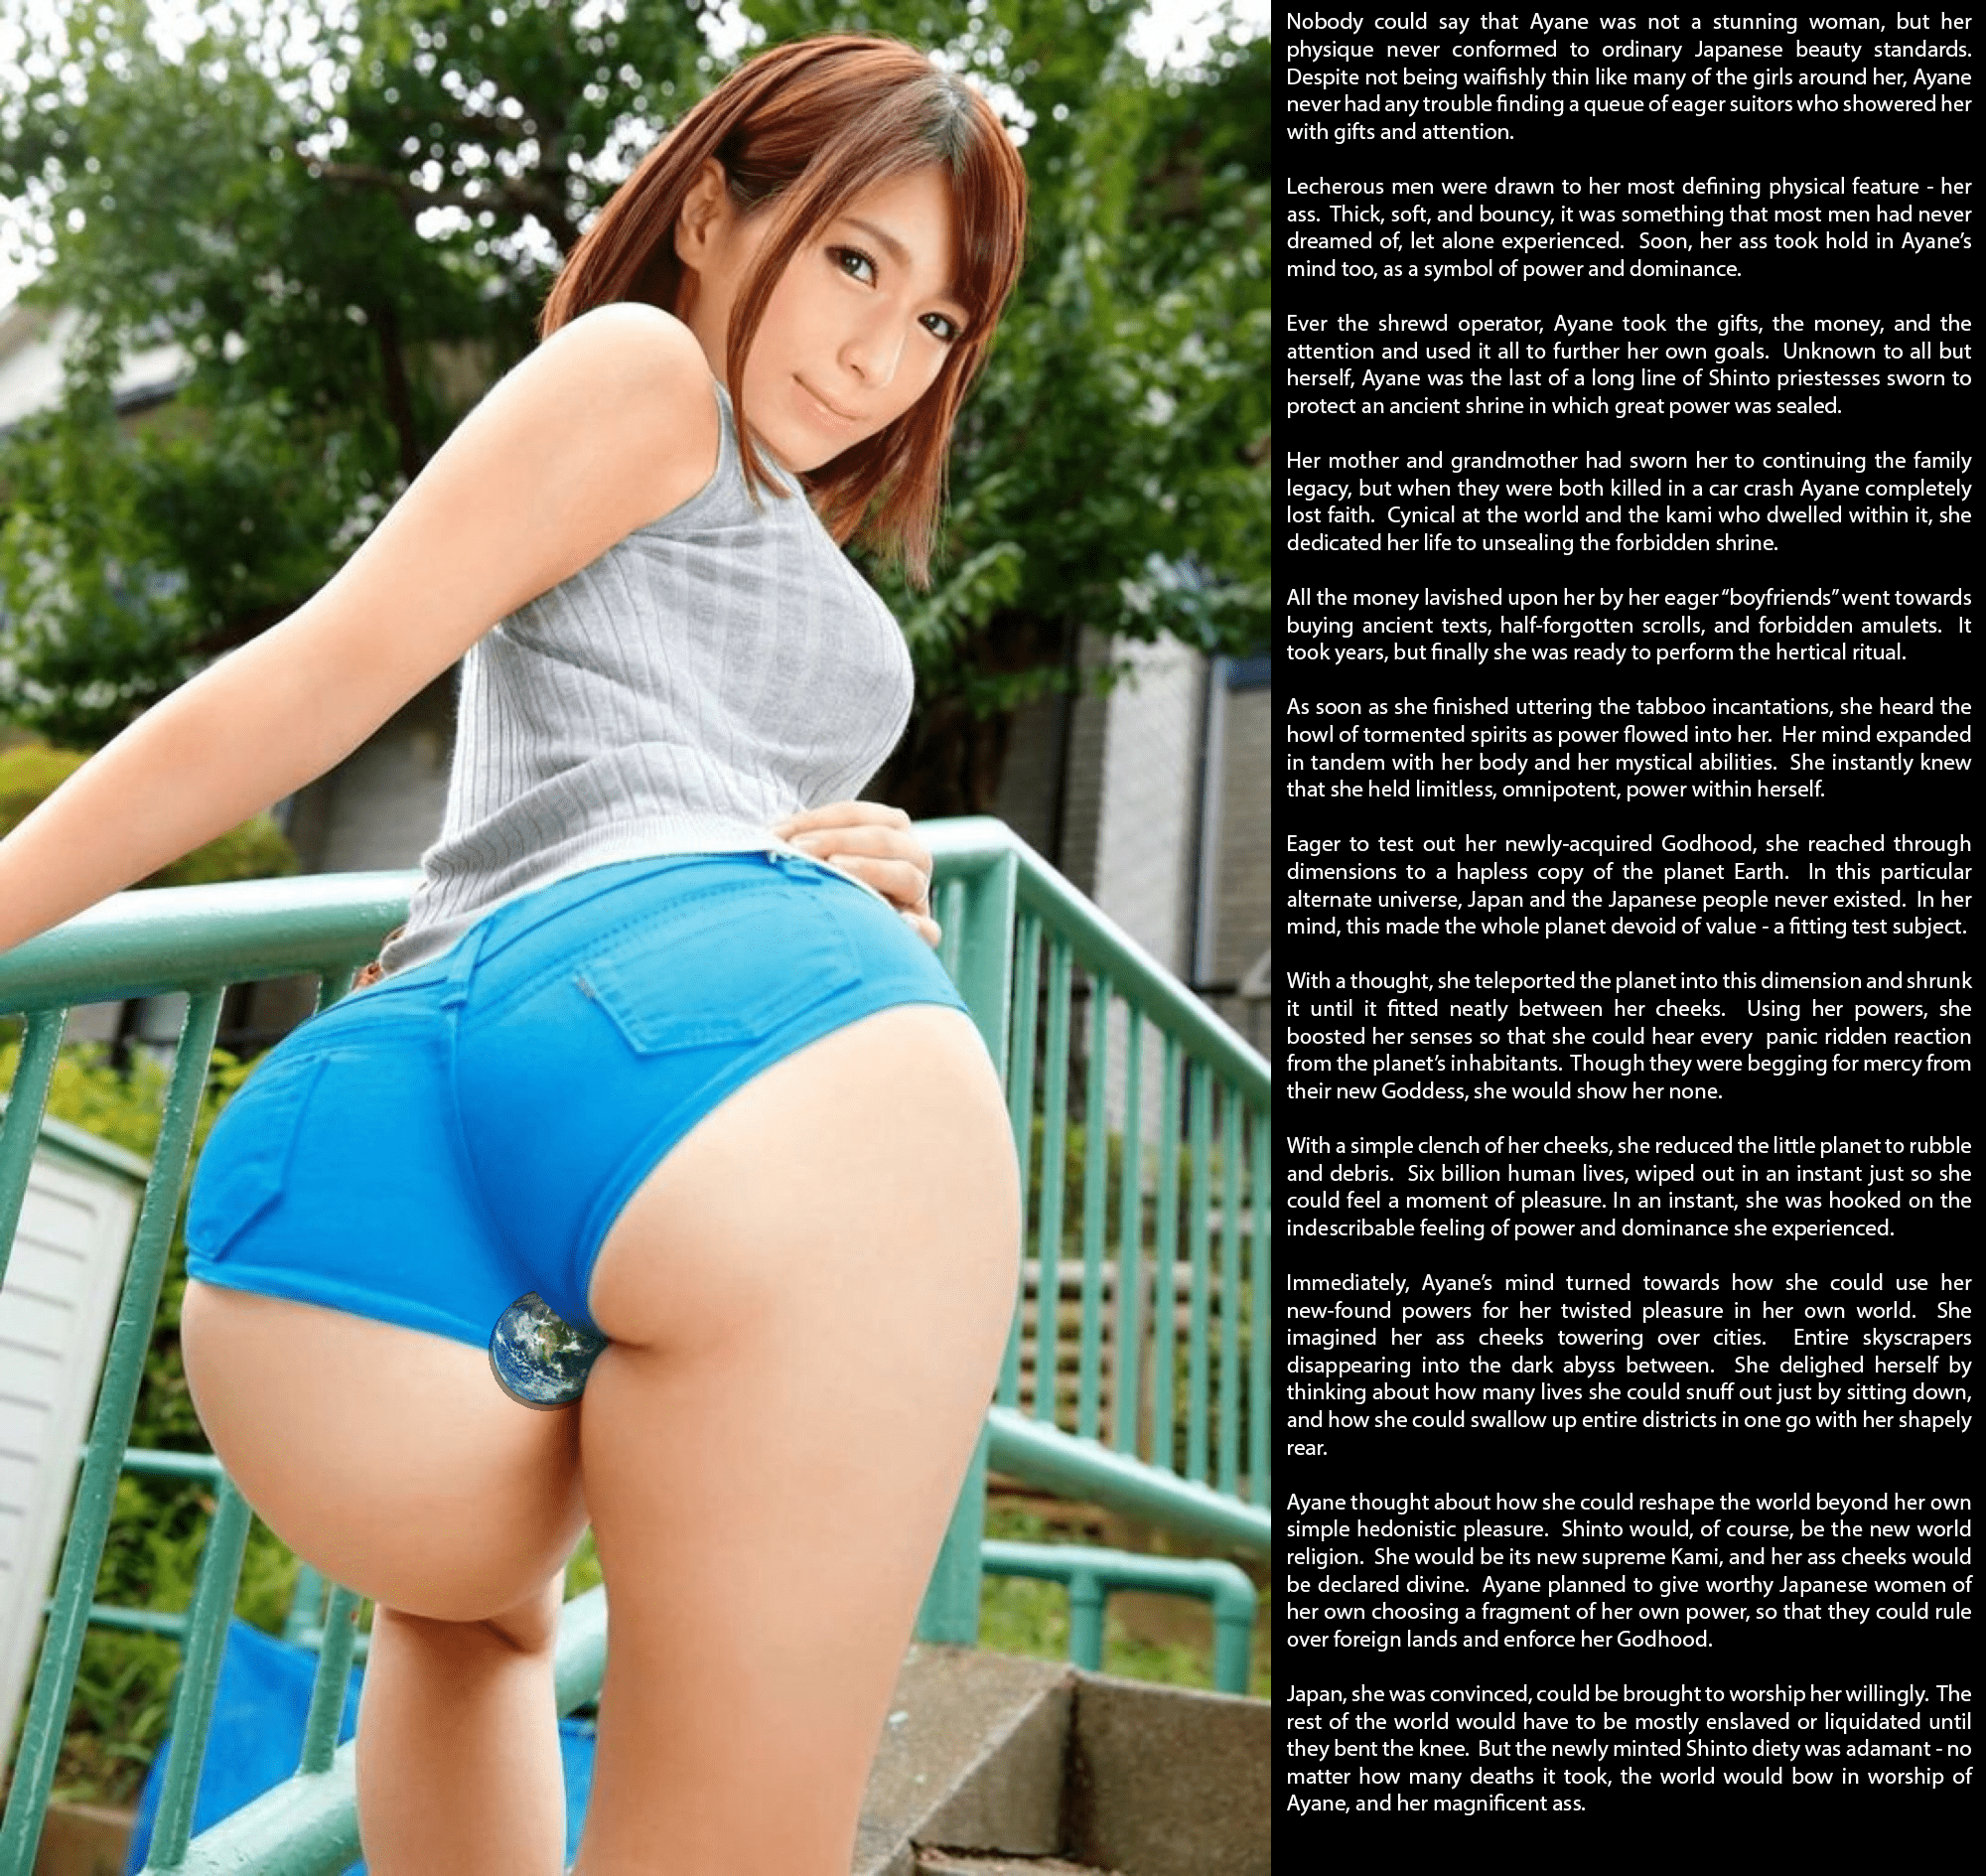 Nobody could say that Ayane was not a stunning woman, but her
physique never conformed to ordinary Japanese beauty standards.
Despite not being waifishly thin like many of the girls around her, Ayane
never had any trouble finding a queue of eager suitors who showered her
with gifts and attention.
Lecherous men were drawn to her most defining physical feature - her
ass. Thick, soft, and bouncy, it was something that most men had never
dreamed of, let alone experienced. Soon, her ass took hold in Ayane's
mind too, as a symbol of power and dominance.
Ever the shrewd operator, Ayane took the gifts, the money, and the
attention and used it all to further her own goals. Unknown to all but
herself, Ayane was the last of a long line of Shinto priestesses sworn to
protect an ancient shrine in which great power was sealed.
Her mother and grandmother had sworn her to continuing the family
legacy, but when they were both killed in a car crash Ayane completely
lost faith. Cynical at the world and the kami who dwelled within it, she
dedicated her life to unsealing the forbidden shrine.
All the money lavished upon her by her eager “boyfriends” went towards
buying ancient texts, half-forgotten scrolls, and forbidden amulets. It
took years, but finally she was ready to perform the hertical ritual.
As soon as she finished uttering the tabboo incantations, she heard the
howl of tormented spirits as power flowed into her. Her mind expanded
in tandem with her body and her mystical abilities. She instantly knew
that she held limitless, omnipotent, power within herself.
Eager to test out her newly-acquired Godhood, she reached through
dimensions to a hapless copy of the planet Earth. In this particular
alternate universe, Japan and the Japanese people never existed. In her
mind, this made the whole planet devoid of value - a fitting test subject.
With a thought, she teleported the planet into this dimension and shrunk
it until it fitted neatly between her cheeks. Using her powers, she
boosted her senses so that she could hear every panic ridden reaction
from the planet's inhabitants. Though they were begging for mercy from
their new Goddess, she would show her none.
With a simple clench of her cheeks, she reduced the little planet to rubble
and debris. Six billion human lives, wiped out in an instant just so she
could feel a moment of pleasure. In an instant, she was hooked on the
indescribable feeling of power and dominance she experienced.
Immediately, Ayane's mind turned towards how she could use her
new-found powers for her twisted pleasure in her own world. She
imagined her ass cheeks towering over cities. Entire skyscrapers
disappearing into the dark abyss between. She delighed herself by
thinking about how many lives she could snuff out just by sitting down,
and how she could swallow up entire districts in one go with her shapely
rear.
Ayane thought about how she could reshape the world beyond her own
simple hedonistic pleasure. Shinto would, of course, be the new world
religion. She would be its new supreme Kami, and her ass cheeks would
be declared divine. Ayane planned to give worthy Japanese women of
her own choosing a fragment of her own power, so that they could rule
over foreign lands and enforce her Godhood.
Japan, she was convinced, could be brought to worship her willingly. The
rest of the world would have to be mostly enslaved or liquidated until
they bent the knee. But the newly minted Shinto diety was adamant - no
matter how many deaths it took, the world would bow in worship of
Ayane, and her magnificent ass.